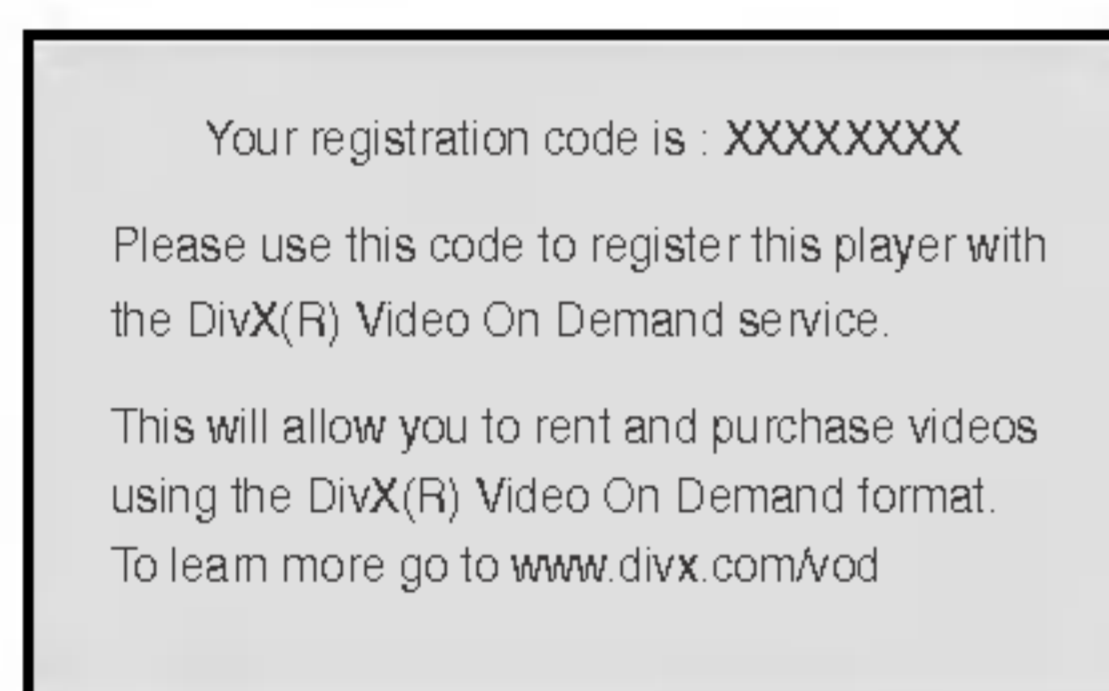 Your registration code is : XXXXXXXX
Please use this code to register this player with
the DivX(R) Video On Demand service.
This will allow you to rent and purchase videos
using the DivX(R) Video On Demand format.
To learn more go to www.divx.com/vod